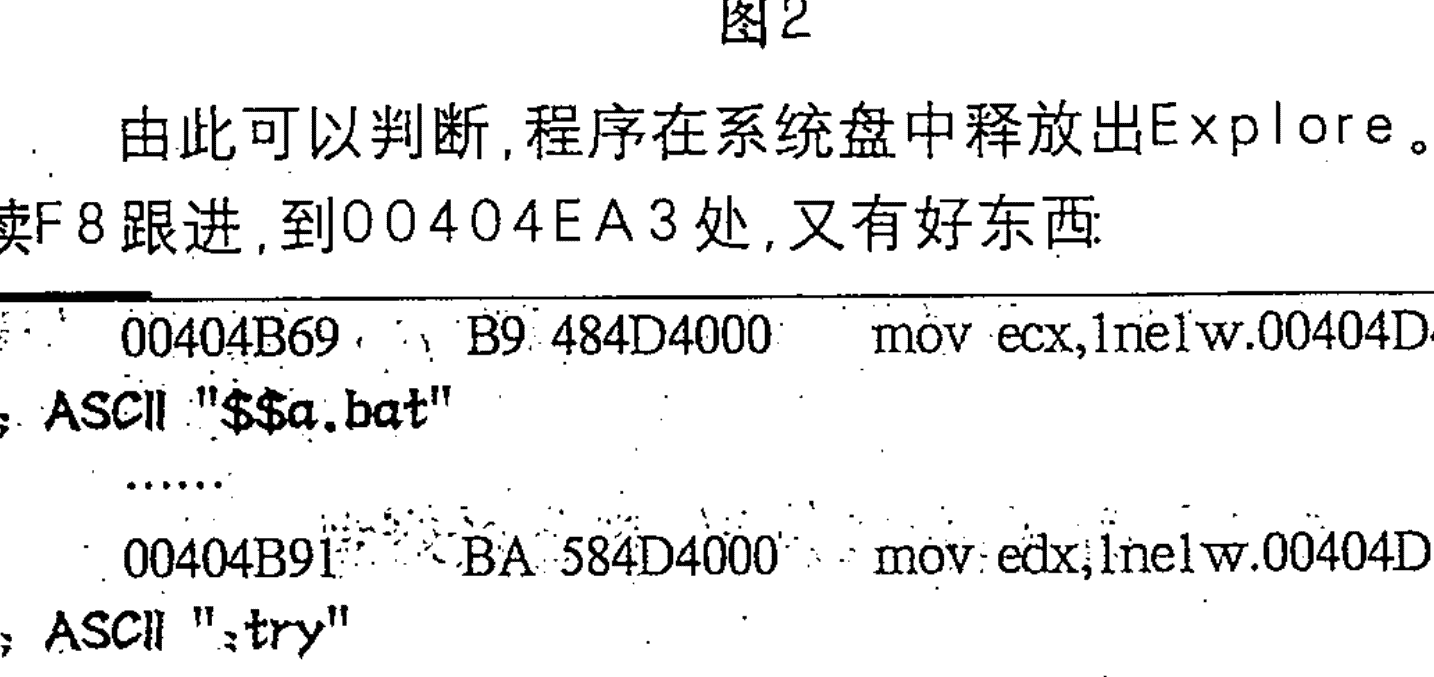 图2
由此可以判断,程序在系统盘中释放出Explore。
续F8跟进,到00404EA3处,又有好东西:
00404B69 B9 484D4000 mov ecx,1nelw.00404D4
; ASCII "$$a.bat"
……
00404B91 BA 584D4000 mov edx,1nelw.00404D
; ASCII ":try"